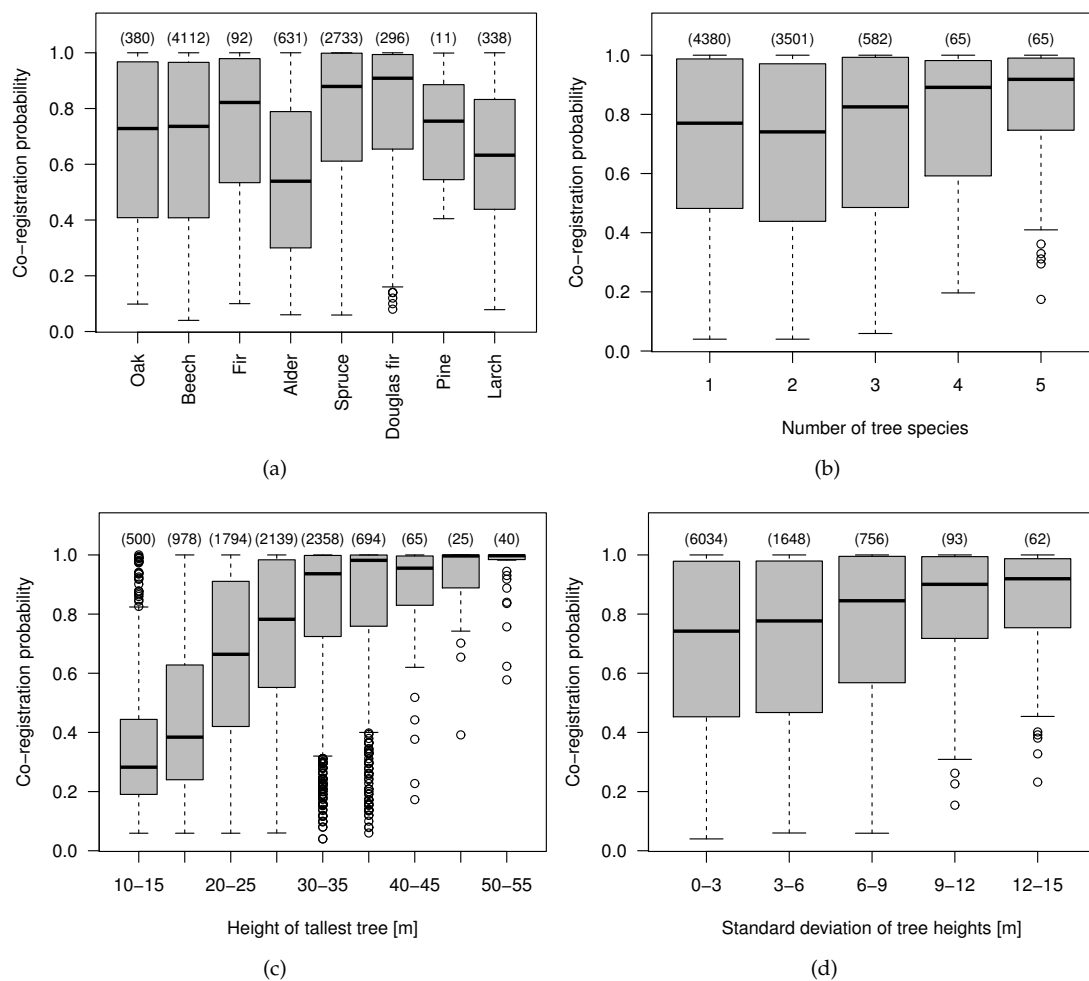 (380) (4112) (92) (631) (2733) (296) (11) (338)
Co−registration probability
1.0
0.8
0.6
0.4
0.2
0.0
Oak
Beech
Fir
Alder
Spruce
Douglas fir
Pine
Larch
(a)
(4380) (3501) (582) (65) (65)
Co−registration probability
1.0
0.8
0.6
0.4
0.2
0.0
1 2 3 4 5
Number of tree species
(b)
(500) (978) (1794) (2139) (2358) (694) (65) (25) (40)
Co−registration probability
1.0
0.8
0.6
0.4
0.2
0.0
10−15 20−25 30−35 40−45 50−55
Height of tallest tree [m]
(c)
(6034) (1648) (756) (93) (62)
Co−registration probability
1.0
0.8
0.6
0.4
0.2
0.0
0−3 3−6 6−9 9−12 12−15
Standard deviation of tree heights [m]
(d)